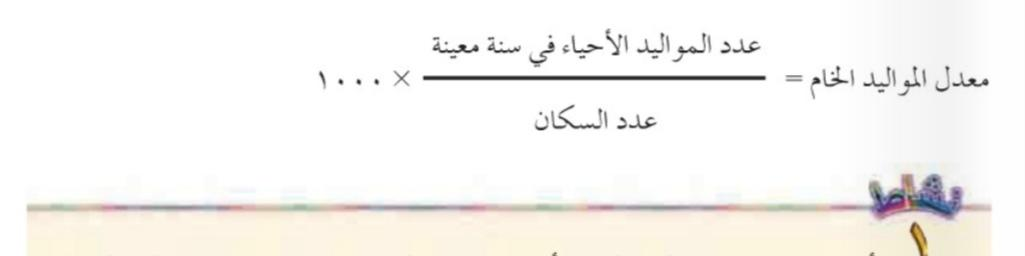 عدد المواليد الأحياء في سنة معينة
معدل المواليد الخام = × ١٠٠٠
عدد السكان
نشاط
١